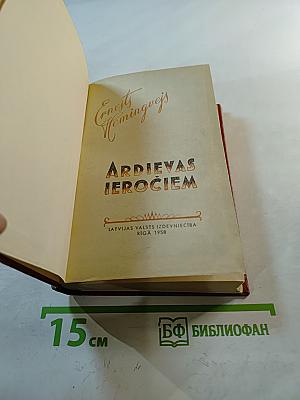 Ernests
Hemingvejs
ARDIEVAS
IEROČIEM
LATVIJAS VALSTS IZDEVNIECĪBA
RĪGĀ 1958
15 см
БФ БИБЛИОФАН